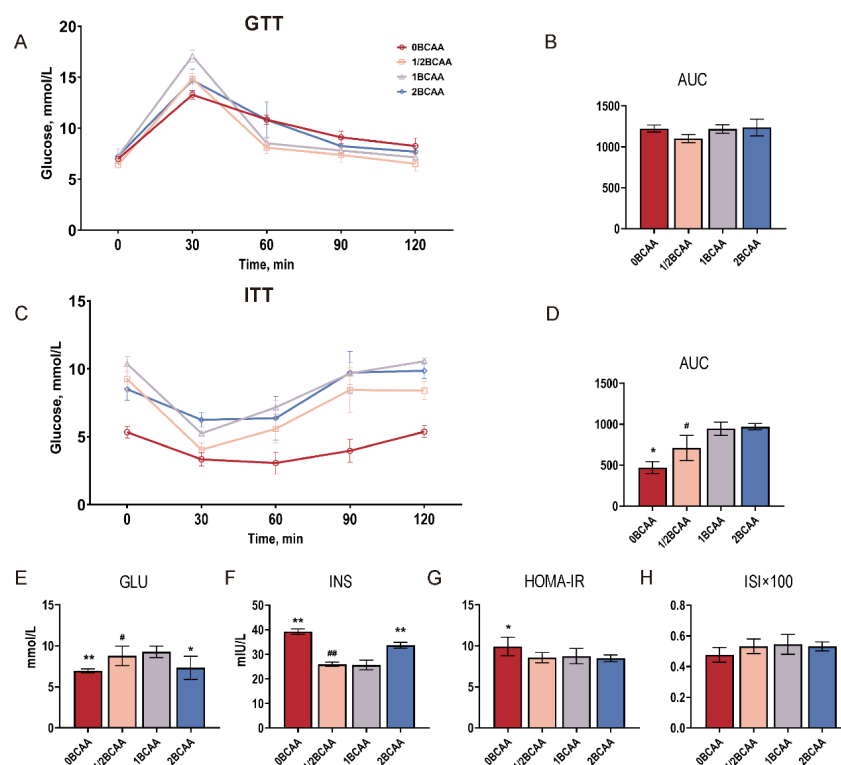 A
GTT
Glucose, mmol/L
20
15
10
5
0
0 30 60 90 120
Time, min
0BCAA
1/2BCAA
1BCAA
2BCAA
B
AUC
1500
1000
500
0
0BCAA 1/2BCAA 1BCAA 2BCAA
C
ITT
Glucose, mmol/L
15
10
5
0
0 30 60 90 120
Time, min
D
AUC
1500
1000
500
0
* #
0BCAA 1/2BCAA 1BCAA 2BCAA
E
GLU
mmol/L
15
10
5
0
** # *
0BCAA 1/2BCAA 1BCAA 2BCAA
F
INS
mIU/L
50
40
30
20
10
0
** ## **
0BCAA 1/2BCAA 1BCAA 2BCAA
G
HOMA-IR
15
10
5
0
*
0BCAA 1/2BCAA 1BCAA 2BCAA
H
ISI×100
0.8
0.6
0.4
0.2
0.0
0BCAA 1/2BCAA 1BCAA 2BCAA